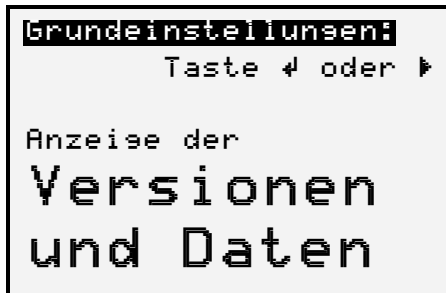 Grundeinstellungen:
Taste ↲ oder ▶
Anzeige der
Versionen
und Daten